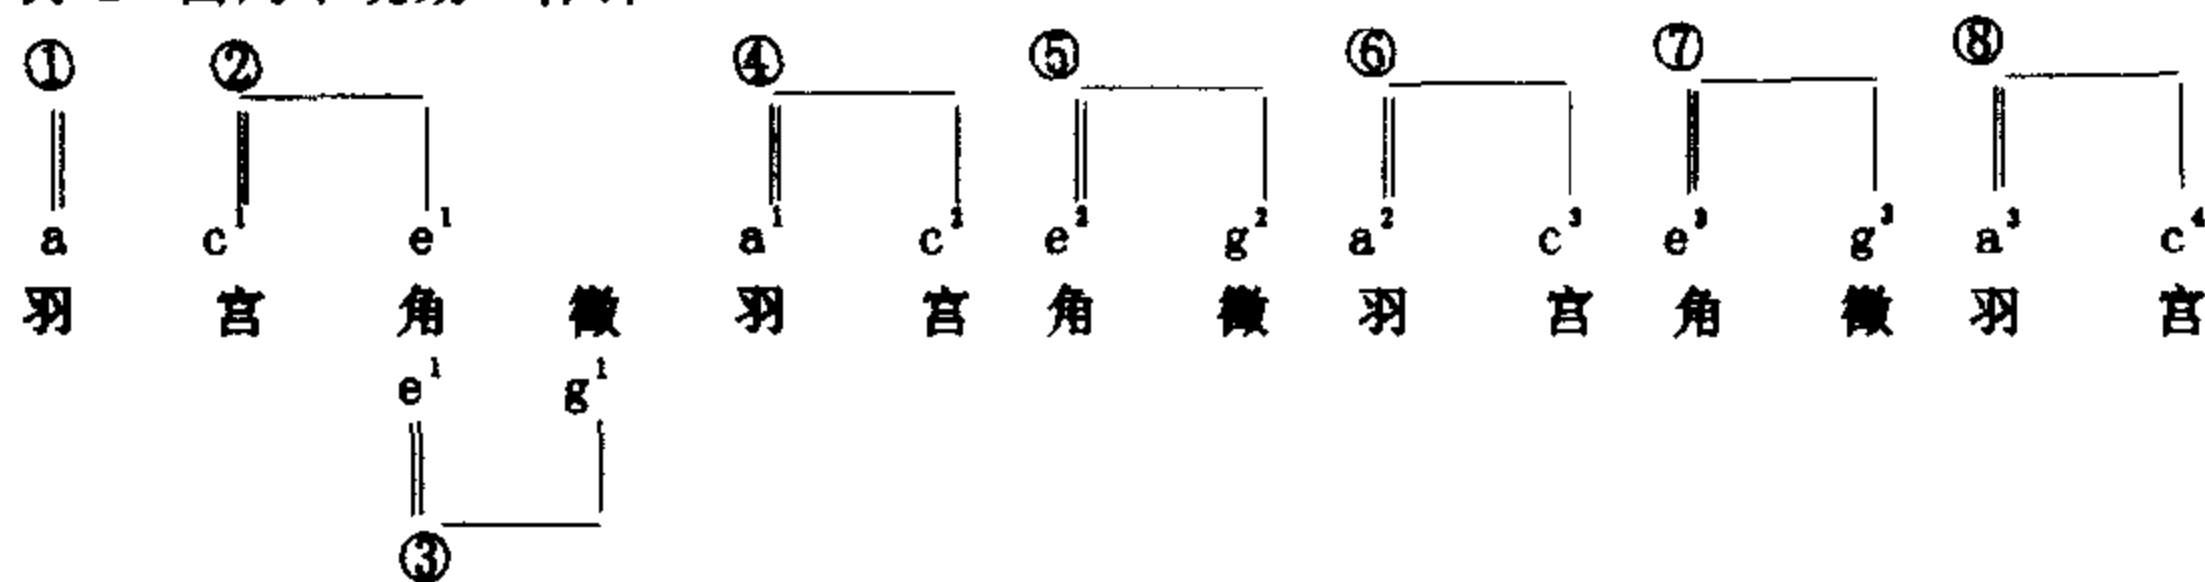 ① ② ④ ⑤ ⑥ ⑦ ⑧
a c¹ e¹ a¹ c² e² g² a² c³ e³ g³ a³ c⁴
羽 宫 角 徵 羽 宫 角 徵 羽 宫 角 徵 羽 宫
e¹ g¹
③